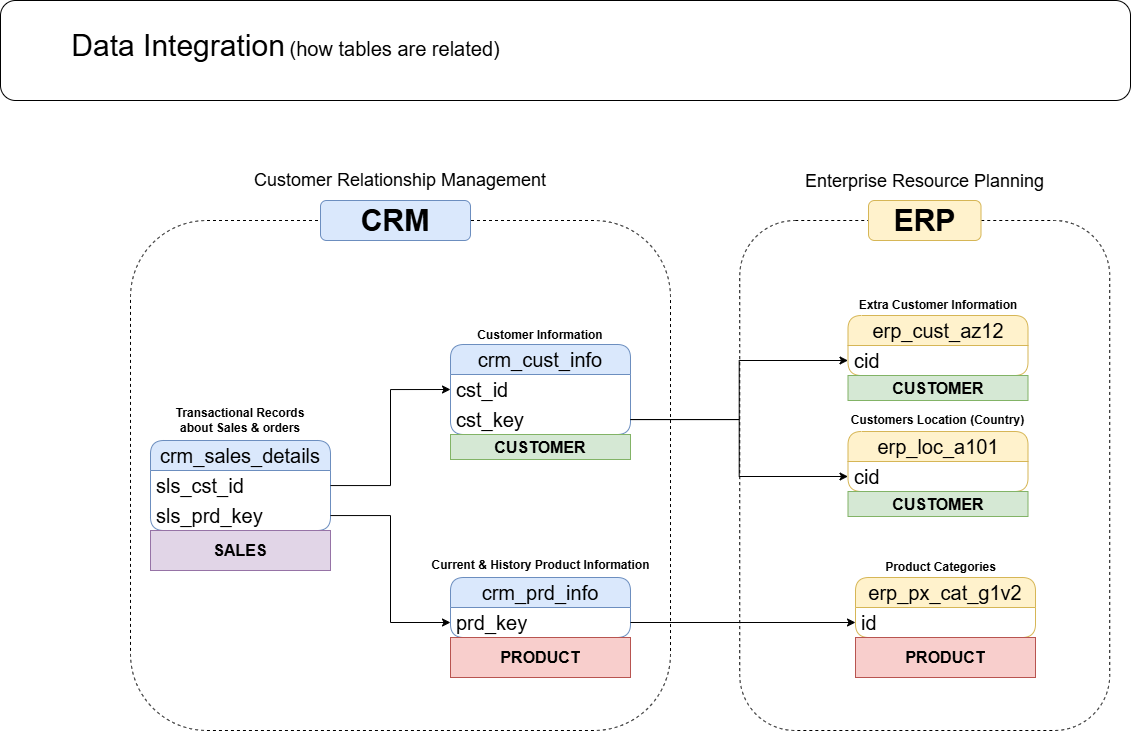 Data Integration (how tables are related)
Customer Relationship Management
CRM
Enterprise Resource Planning
ERP
Transactional Records
about Sales & orders
crm_sales_details
sls_cst_id
sls_prd_key
SALES
Customer Information
crm_cust_info
cst_id
cst_key
CUSTOMER
Current & History Product Information
crm_prd_info
prd_key
PRODUCT
Extra Customer Information
erp_cust_az12
cid
CUSTOMER
Customers Location (Country)
erp_loc_a101
cid
CUSTOMER
Product Categories
erp_px_cat_g1v2
id
PRODUCT